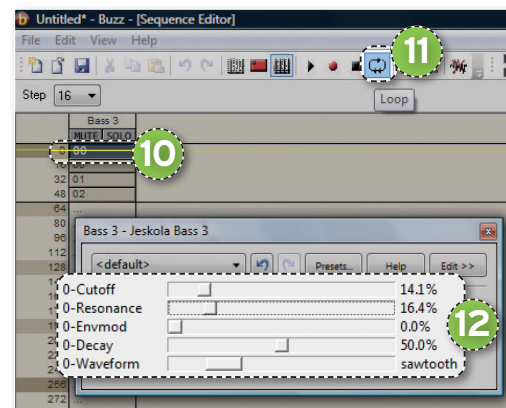 Untitled* - Buzz - [Sequence Editor]
File Edit View Help
11
Step 16
Loop
Bass 3
MUTE SOLO
0 00
10
32 01
48 02
64 ...
80
96
112
128
256
272 ...
Bass 3 - Jeskola Bass 3
<default> Presets... Help Edit >>
0-Cutoff 14.1%
0-Resonance 16.4%
0-Envmod 0.0%
12
0-Decay 50.0%
0-Waveform sawtooth